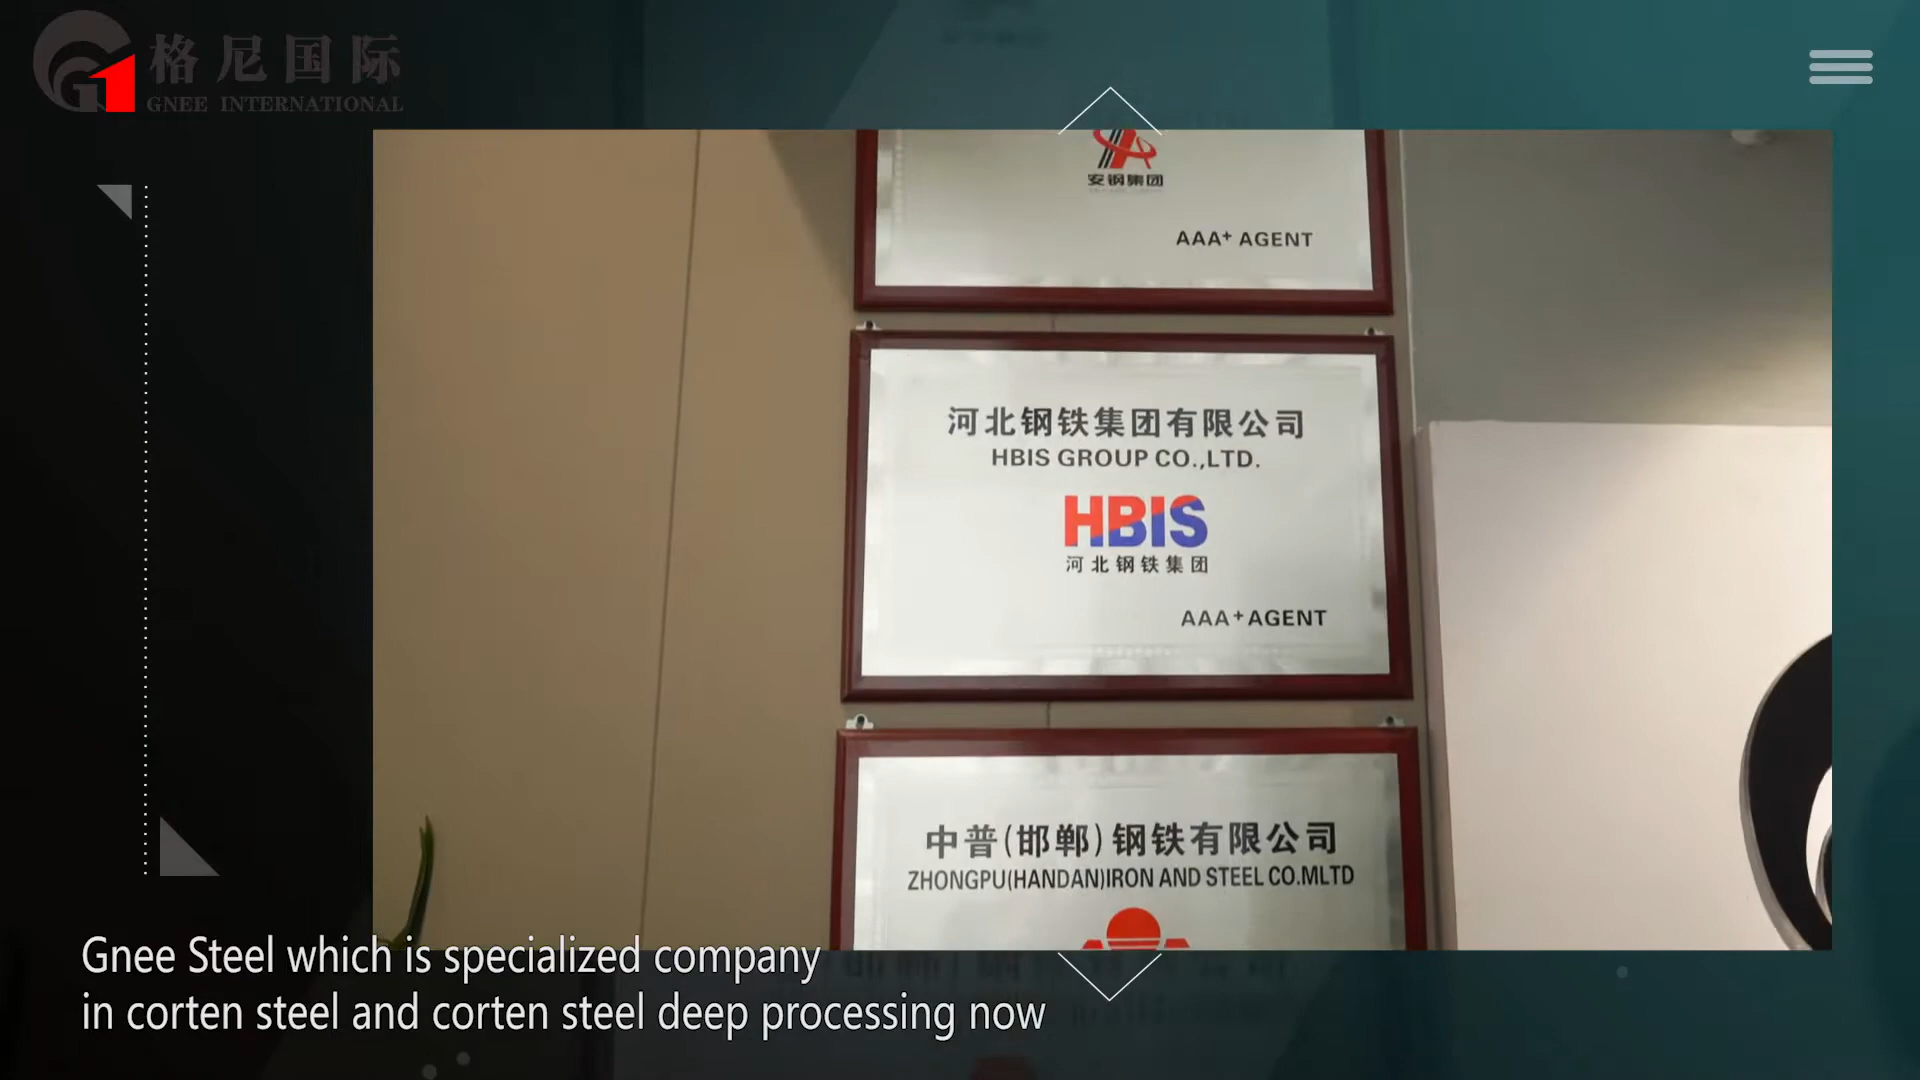 格尼国际
GNEE INTERNATIONAL
安钢集团
AAA+ AGENT
河北钢铁集团有限公司
HBIS GROUP CO.,LTD.
HBIS
河北钢铁集团
AAA+AGENT
中普(邯郸)钢铁有限公司
ZHONGPU(HANDAN)IRON AND STEEL CO.MLTD
Gnee Steel which is specialized company
in corten steel and corten steel deep processing now